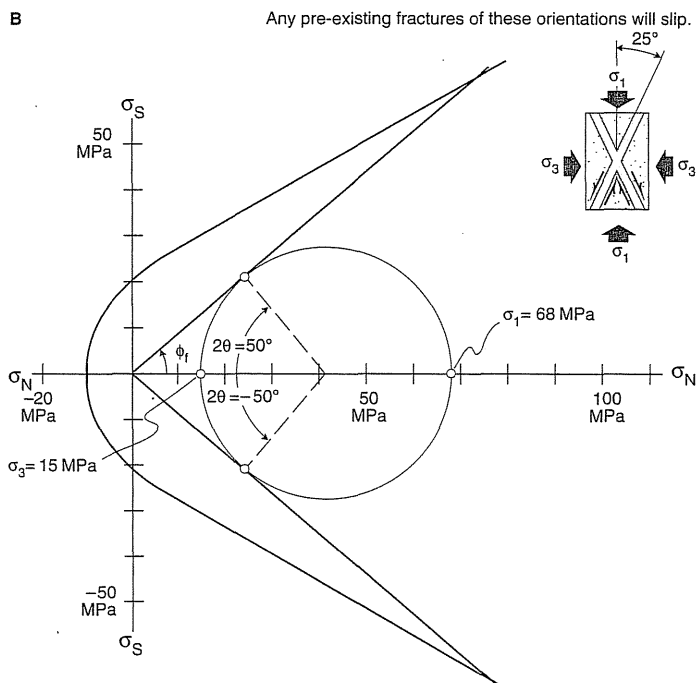 B
Any pre-existing fractures of these orientations will slip.
25°
σ1
σ3
σ3
σ1
σS
50
MPa
σ1= 68 MPa
ϕf
2θ =50°
2θ =−50°
σN
−20
MPa
50
MPa
100
MPa
σN
σ3= 15 MPa
−50
MPa
σS